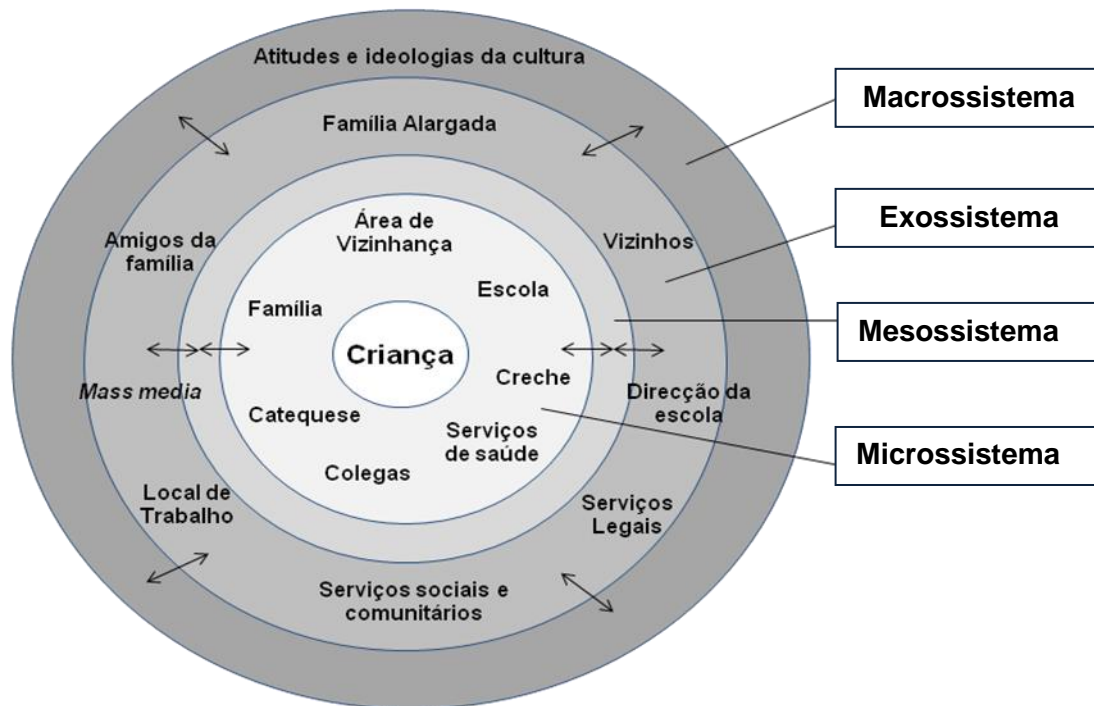 Atitudes e ideologias da cultura
Família Alargada
Amigos da
família
Vizinhos
Área de
Vizinhança
Escola
Família
Criança
Creche
Mass media
Direcção da
escola
Catequese
Serviços
de saúde
Colegas
Local de
Trabalho
Serviços
Legais
Serviços sociais e
comunitários
Macrossistema
Exossistema
Mesossistema
Microssistema